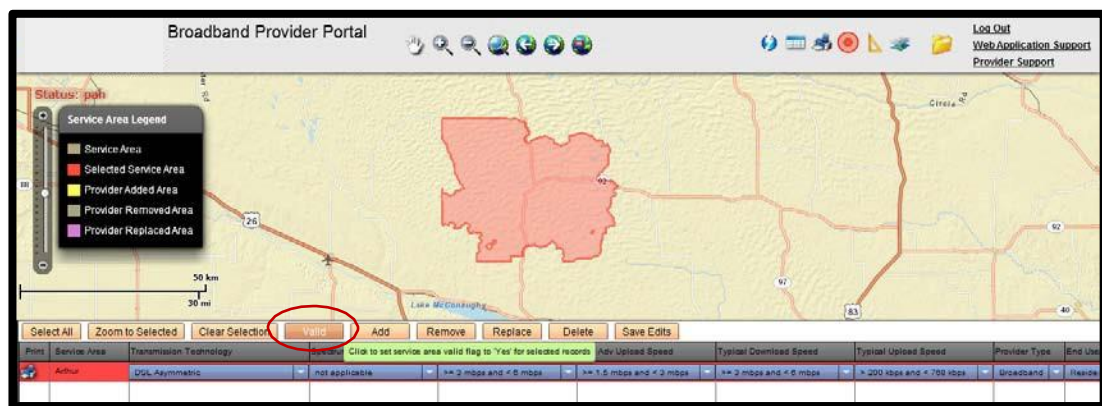 Broadband Provider Portal
Log Out
Web Application Support
Provider Support
Status: pah
Service Area Legend
Service Area
Selected Service Area
Provider Added Area
Provider Removed Area
Provider Replaced Area
Circle Rd
92
26
92
97
83
40
50 km
30 mi
Lake McConaughy
Select All Zoom to Selected Clear Selection Valid Add Remove Replace Delete Save Edits
Click to set service area valid flag to 'Yes' for selected records
Print Service Area Transmission Technology Adv Upload Speed Typical Download Speed Typical Upload Speed Provider Type End Use
Arthur DSL Asymmetric not applicable >= 3 mbps and < 6 mbps >= 1.5 mbps and < 3 mbps >= 3 mbps and < 6 mbps > 200 kbps and < 768 kbps Broadband Reside